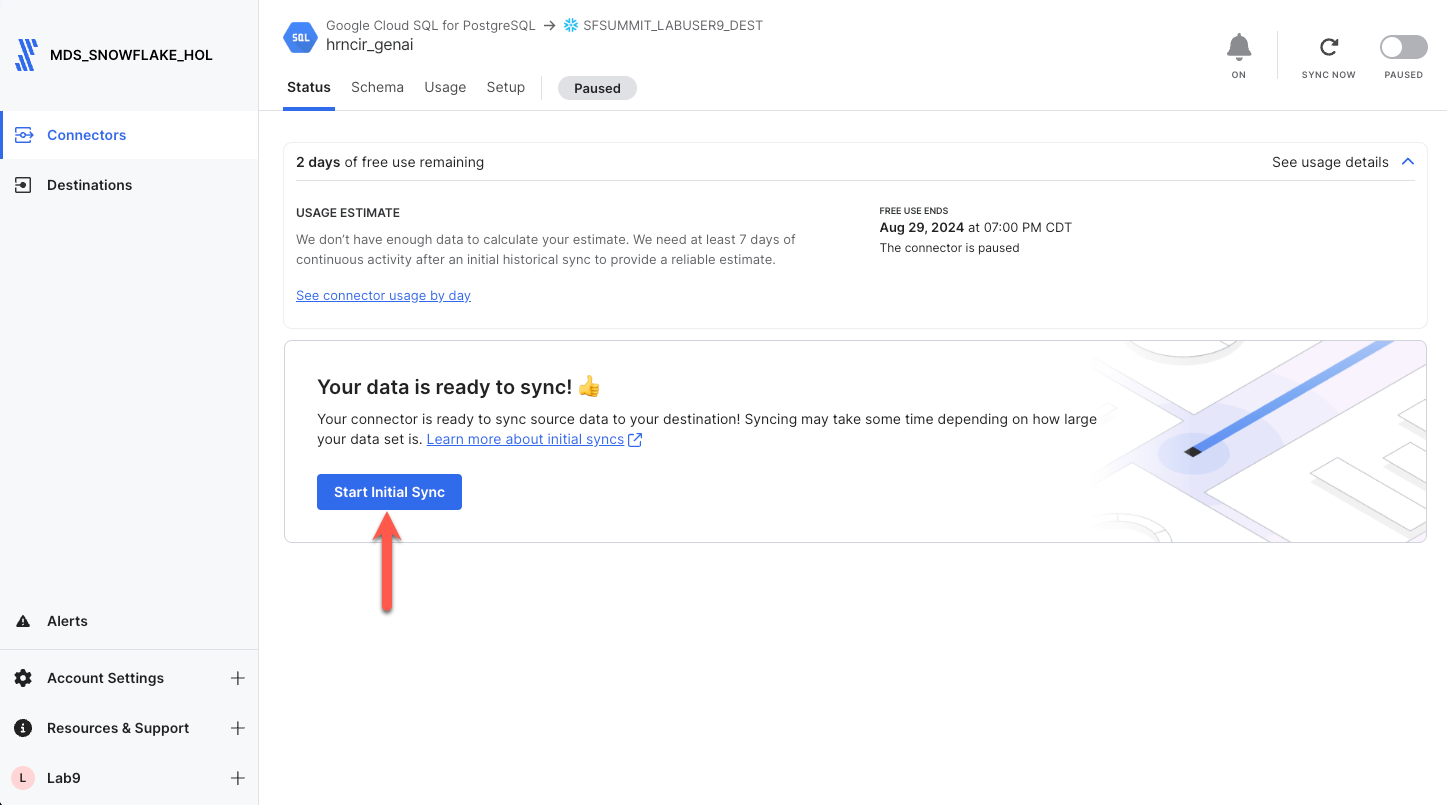 MDS_SNOWFLAKE_HOL
Connectors
Destinations
Alerts
Account Settings
Resources & Support
L
Lab9
SQL
Google Cloud SQL for PostgreSQL → SFSUMMIT_LABUSER9_DEST
hrncir_genai
ON
SYNC NOW
PAUSED
Status
Schema
Usage
Setup
Paused
2 days of free use remaining
See usage details
USAGE ESTIMATE
We don’t have enough data to calculate your estimate. We need at least 7 days of
continuous activity after an initial historical sync to provide a reliable estimate.
See connector usage by day
FREE USE ENDS
Aug 29, 2024 at 07:00 PM CDT
The connector is paused
Your data is ready to sync! 👍
Your connector is ready to sync source data to your destination! Syncing may take some time depending on how large
your data set is. Learn more about initial syncs
Start Initial Sync